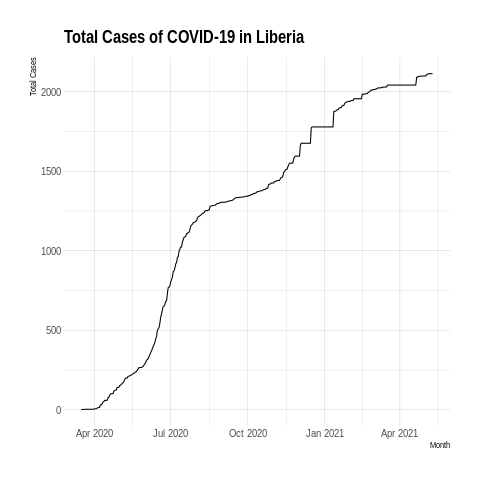 Total Cases of COVID-19 in Liberia
Total Cases
2000
1500
1000
500
0
Apr 2020 Jul 2020 Oct 2020 Jan 2021 Apr 2021
Month